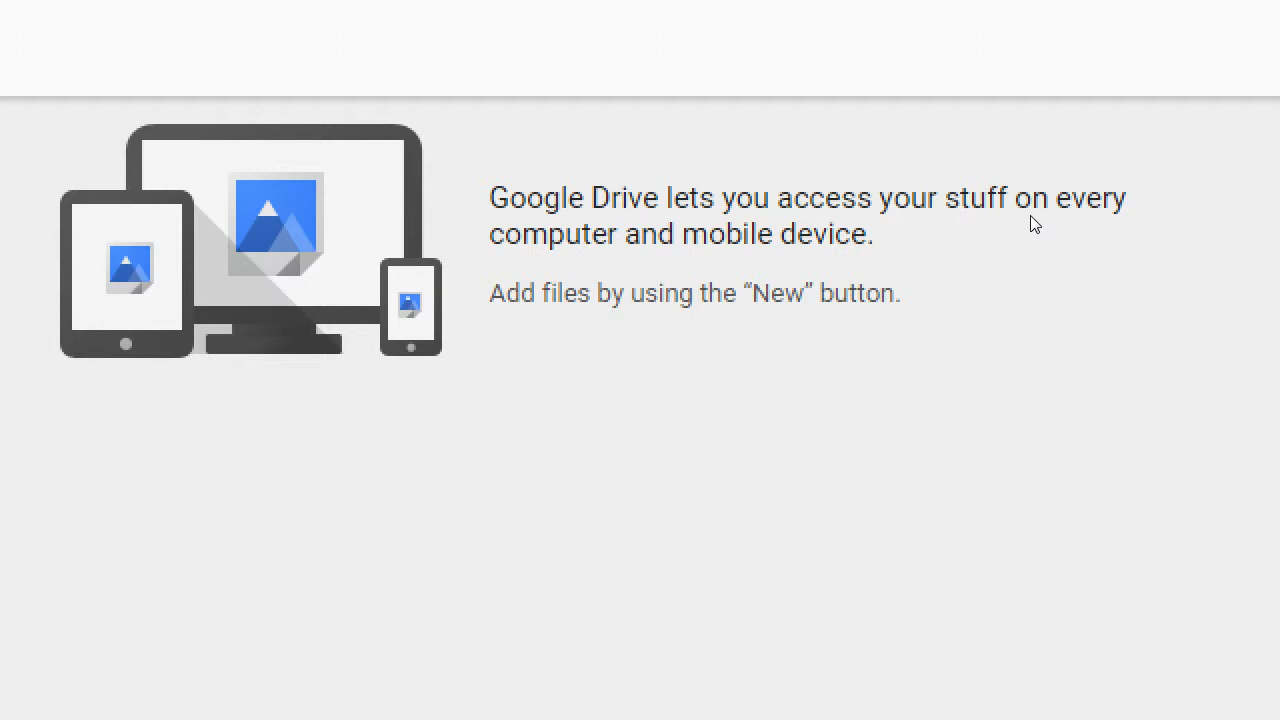 Google Drive lets you access your stuff on every
computer and mobile device.
Add files by using the “New” button.